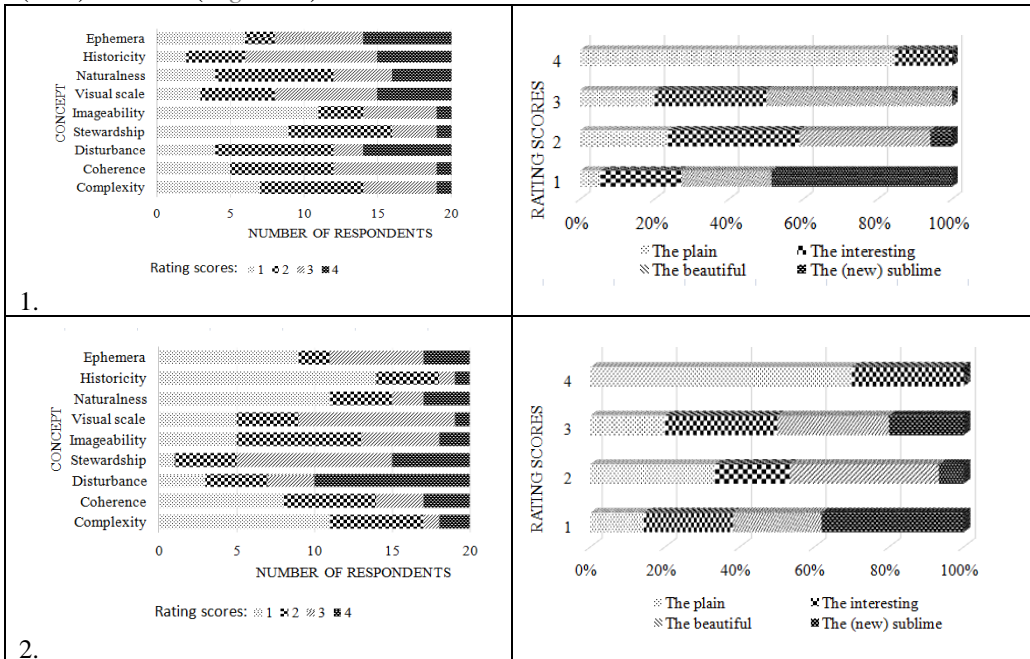 Ephemera
Historicity
Naturalness
Visual scale
Imageability
Stewardship
Disturbance
Coherence
Complexity
CONCEPT
0 5 10 15 20
NUMBER OF RESPONDENTS
Rating scores: 1 2 3 4
1.
4
3
2
1
RATING SCORES
0% 20% 40% 60% 80% 100%
The plain The interesting
The beautiful The (new) sublime
Ephemera
Historicity
Naturalness
Visual scale
Imageability
Stewardship
Disturbance
Coherence
Complexity
CONCEPT
0 5 10 15 20
NUMBER OF RESPONDENTS
Rating scores: 1 2 3 4
2.
4
3
2
1
RATING SCORES
0% 20% 40% 60% 80% 100%
The plain The interesting
The beautiful The (new) sublime